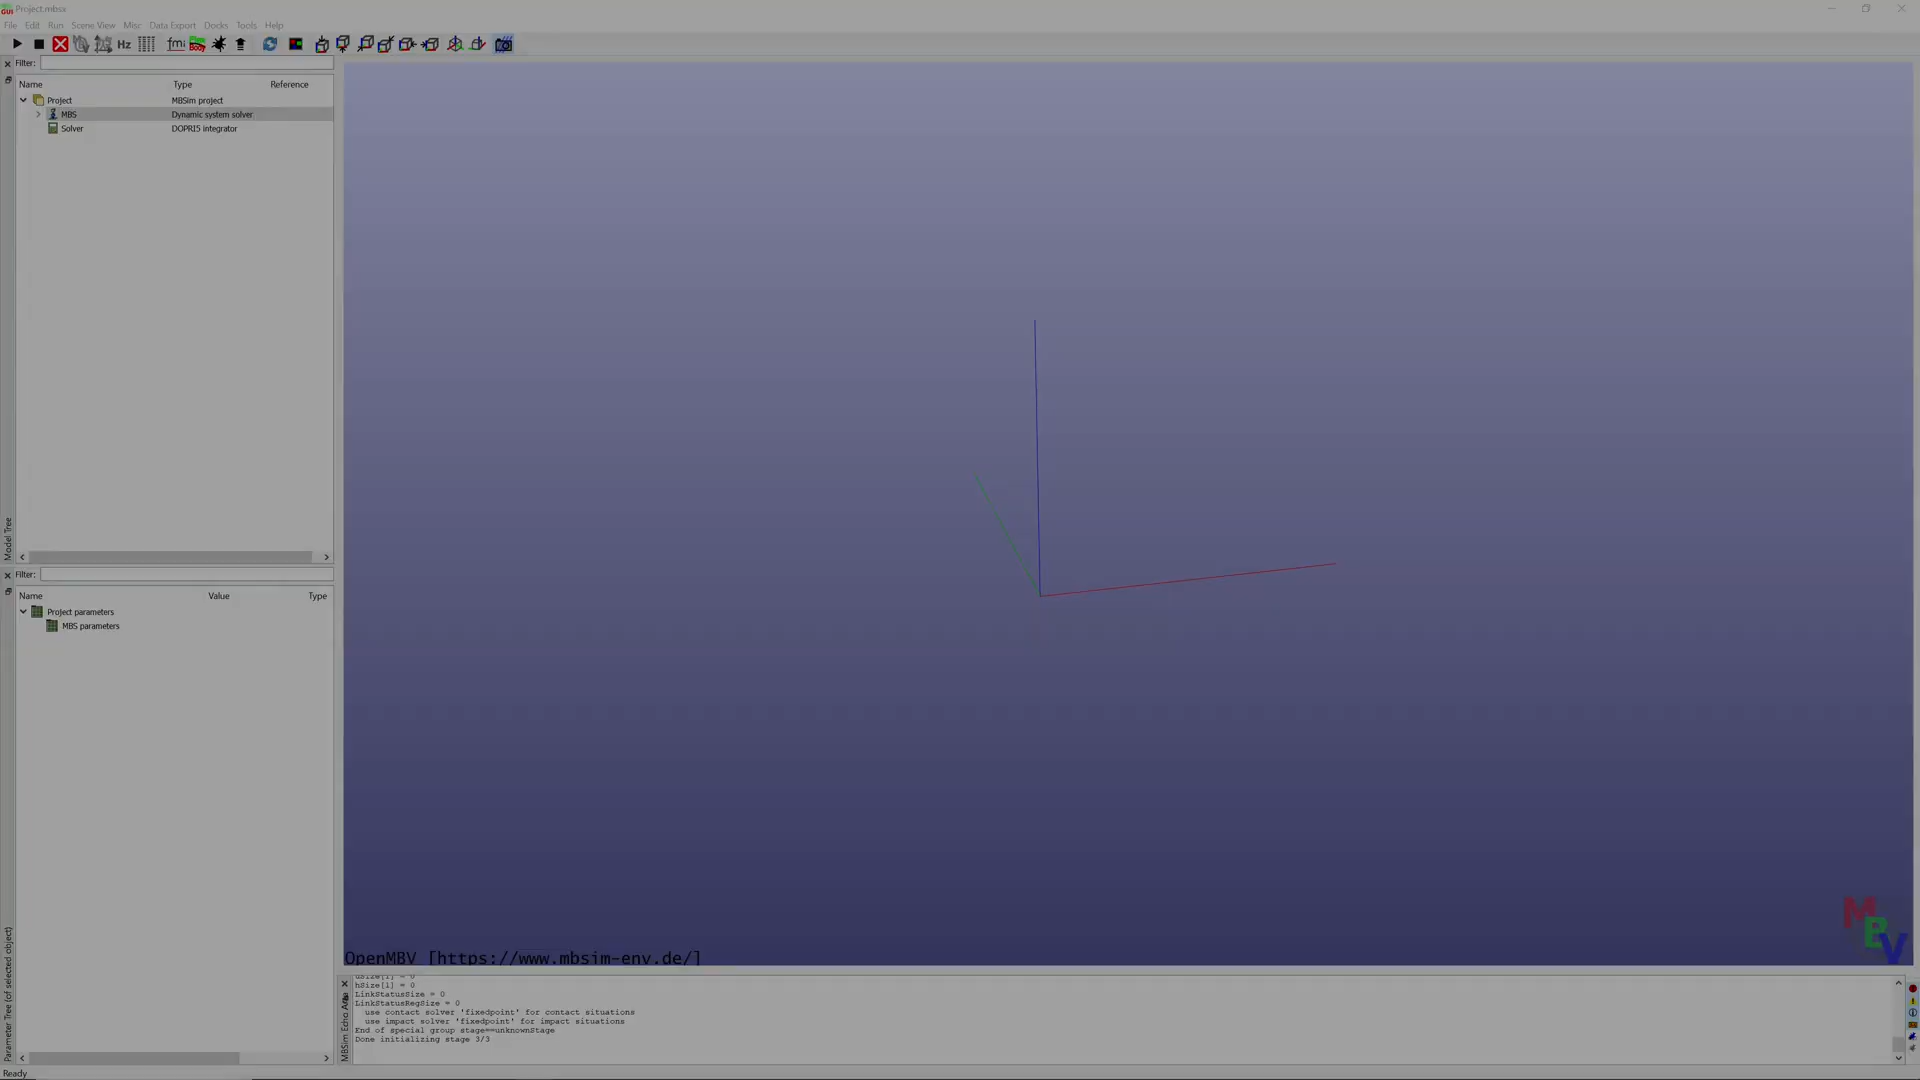 Project.mbsx
File Edit Run Scene View Misc Data Export Docks Tools Help
Hz fmi Body
Filter:
Name Type Reference
Project MBSim project
MBS Dynamic system solver
Solver DOPRI5 integrator
Model Tree
Filter:
Name Value Type
Project parameters
MBS parameters
Parameter Tree (of selected object)
OpenMBV [https://www.mbsim-env.de/]
MBV
hSize[1] = 0
LinkStatusSize = 0
LinkStatusRegSize = 0
use contact solver 'fixedpoint' for contact situations
use impact solver 'fixedpoint' for impact situations
End of special group stage==unknownStage
Done initializing stage 3/3
MBSim Echo Area
Ready